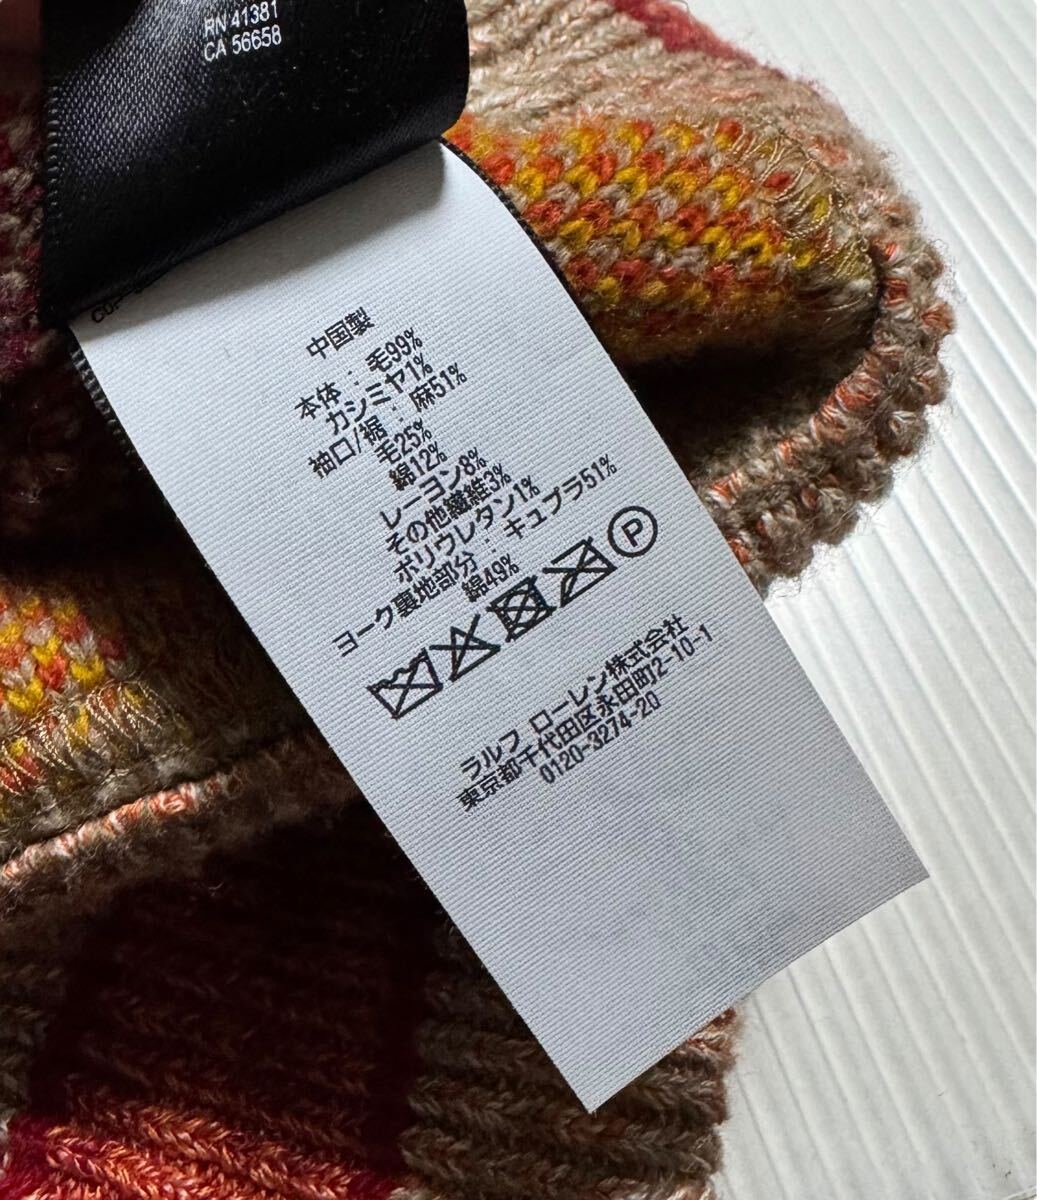 RN 41381
CA 56658
中国製
本体 : 毛99%
カシミヤ1%
袖口/裾 : 麻51%
毛25%
綿12%
レーヨン8%
その他繊維3%
ポリウレタン1%
ヨーク裏地部分 : キュプラ51%
綿49%
P
ラルフ ローレン株式会社
東京都千代田区永田町2-10-1
0120-3274-20